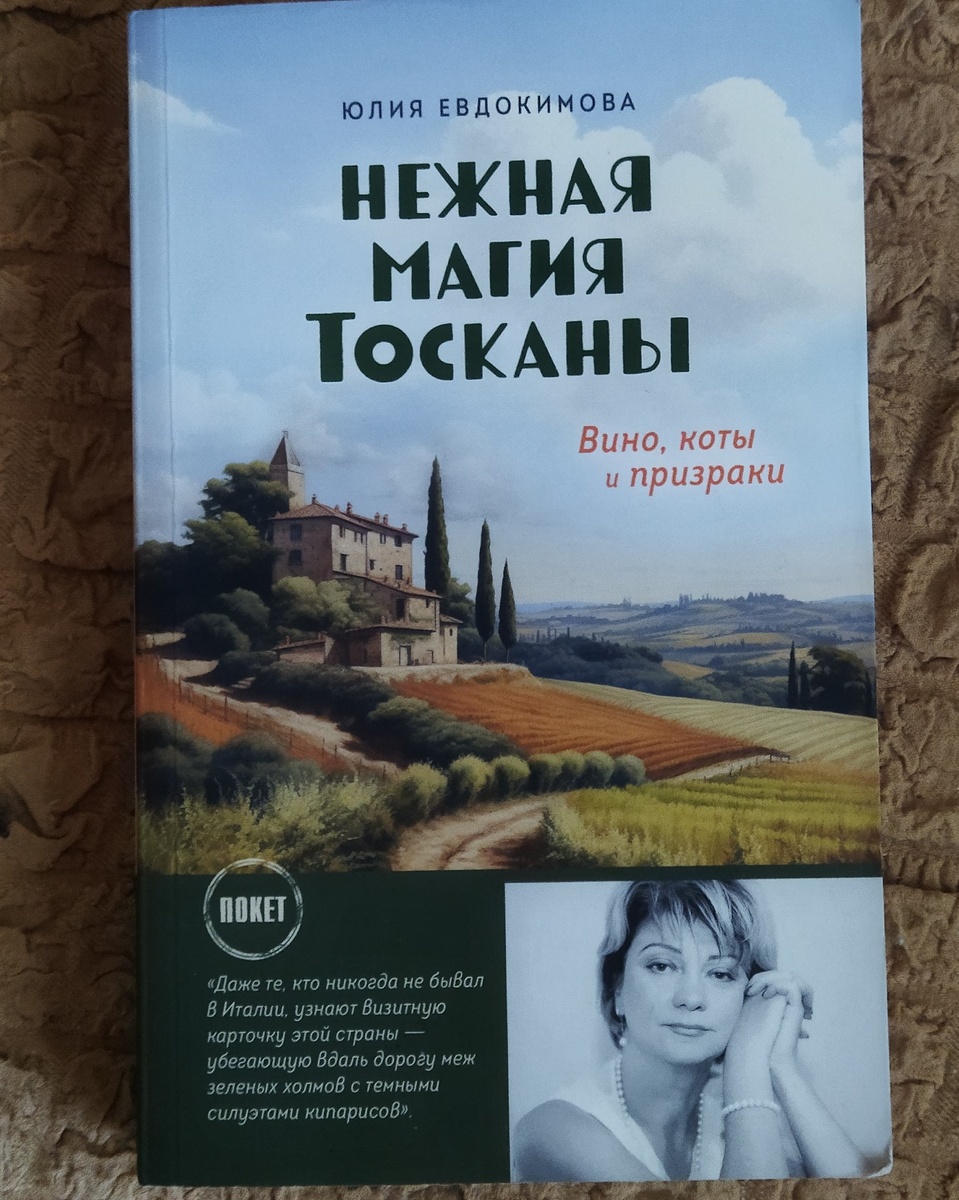 ЮЛИЯ ЕВДОКИМОВА
НЕЖНАЯ
МАГИЯ
ТОСКАНЫ
Вино, коты
и призраки
ПОКЕТ
«Даже те, кто никогда не бывал
в Италии, узнают визитную
карточку этой страны —
убегающую вдаль дорогу меж
зеленых холмов с темными
силуэтами кипарисов».